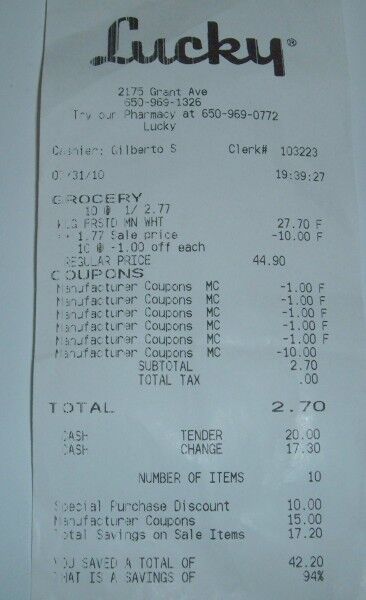 Lucky®
2175 Grant Ave
650-969-1326
Try our Pharmacy at 650-969-0772
Lucky
Cashier: Gilberto S Clerk# 103223
/31/10 19:39:27
GROCERY
10 @ 1/ 2.77
KLG FRSTD MN WHT 27.70 F
1.77 Sale price -10.00 F
10 @ -1.00 off each
REGULAR PRICE 44.90
COUPONS
Manufacturer Coupons MC -1.00 F
Manufacturer Coupons MC -1.00 F
Manufacturer Coupons MC -1.00 F
Manufacturer Coupons MC -1.00 F
Manufacturer Coupons MC -1.00 F
Manufacturer Coupons MC -10.00
SUBTOTAL 2.70
TOTAL TAX .00
TOTAL 2.70
CASH TENDER 20.00
CASH CHANGE 17.30
NUMBER OF ITEMS 10
Special Purchase Discount 10.00
Manufacturer Coupons 15.00
Total Savings on Sale Items 17.20
YOU SAVED A TOTAL OF 42.20
THAT IS A SAVINGS OF 94%